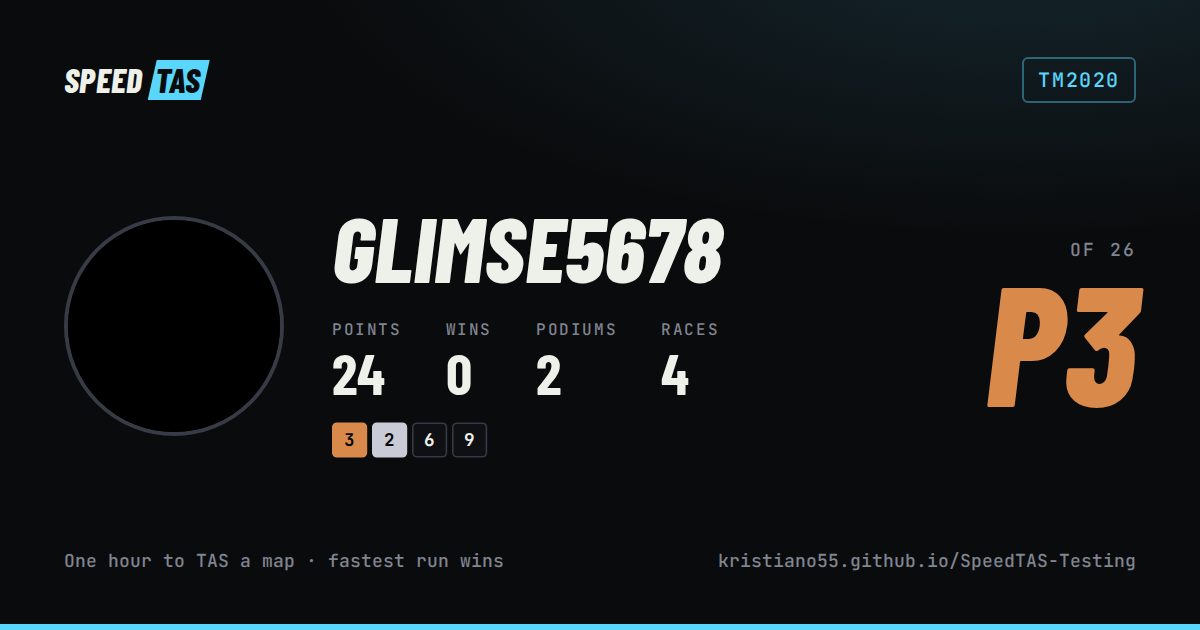 SPEED TAS
TM2020
GLIMSE5678
OF 26
P3
POINTS WINS PODIUMS RACES
24 0 2 4
3 2 6 9
One hour to TAS a map · fastest run wins
kristiano55.github.io/SpeedTAS-Testing